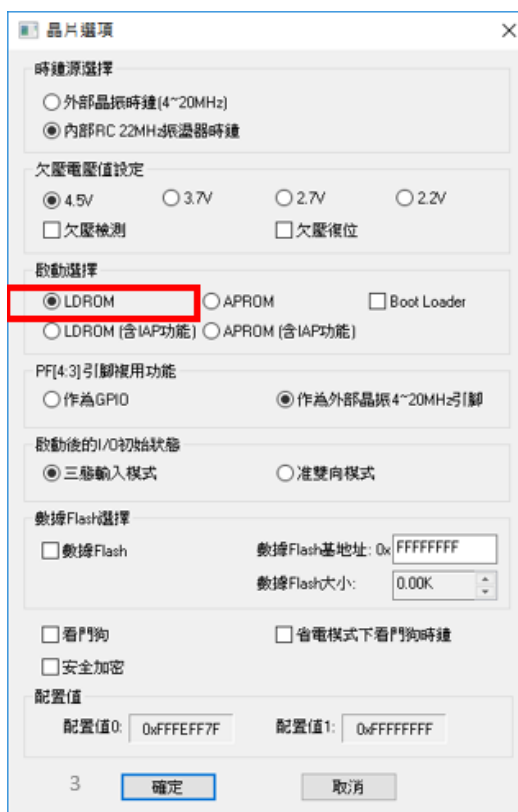 晶片選項
時鐘源選擇
外部晶振時鐘(4~20MHz)
內部RC 22MHz振盪器時鐘
欠壓電壓值設定
4.5V 3.7V 2.7V 2.2V
欠壓檢測 欠壓復位
啟動選擇
LDROM APROM Boot Loader
LDROM (含IAP功能) APROM (含IAP功能)
PF[4:3]引腳複用功能
作為GPIO 作為外部晶振4~20MHz引腳
啟動後的I/O初始狀態
三態輸入模式 准雙向模式
數據Flash選擇
數據Flash 數據Flash基地址: 0x FFFFFFFF
數據Flash大小: 0.00K
看門狗 省電模式下看門狗時鐘
安全加密
配置值
配置值0: 0xFFFEFF7F 配置值1: 0xFFFFFFFF
3 確定 取消